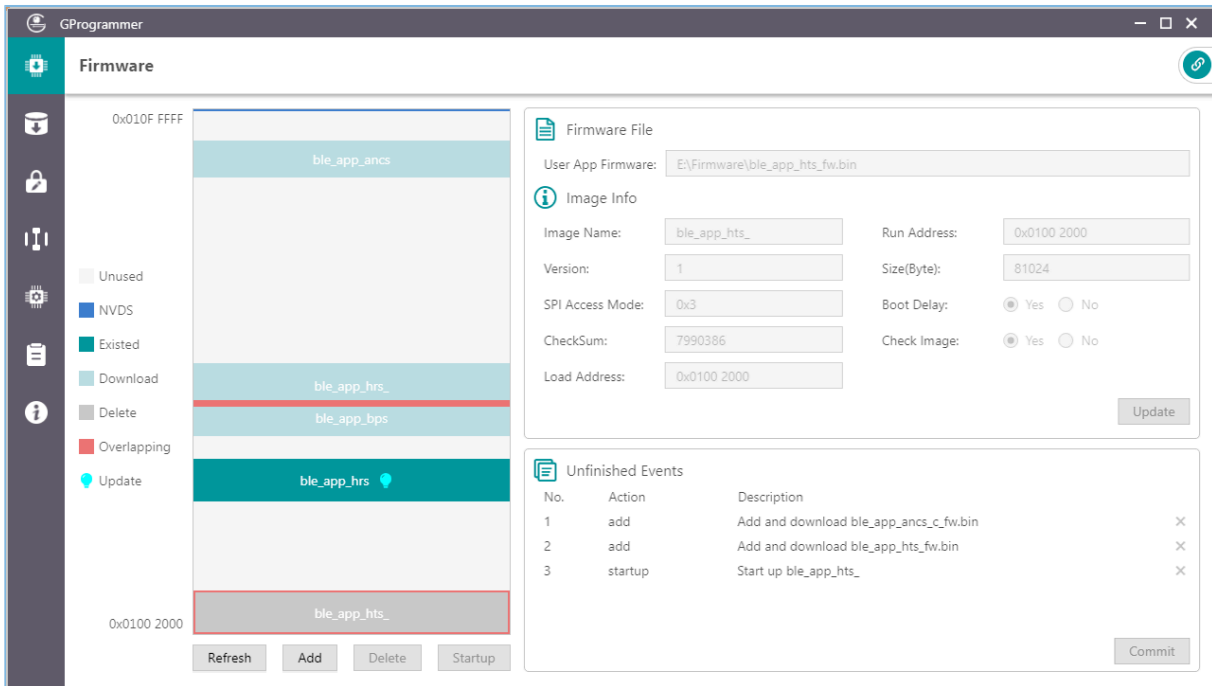 GProgrammer
Firmware
0x010F FFFF
ble_app_ancs
Unused
NVDS
Existed
Download
Delete
Overlapping
Update
ble_app_hrs_
ble_app_bps
ble_app_hrs
ble_app_hts_
0x0100 2000
Refresh Add Delete Startup
Firmware File
User App Firmware: E:\Firmware\ble_app_hts_fw.bin
Image Info
Image Name: ble_app_hts_ Run Address: 0x0100 2000
Version: 1 Size(Byte): 81024
SPI Access Mode: 0x3 Boot Delay: Yes No
CheckSum: 7990386 Check Image: Yes No
Load Address: 0x0100 2000
Update
Unfinished Events
No. Action Description
1 add Add and download ble_app_ancs_c_fw.bin
2 add Add and download ble_app_hts_fw.bin
3 startup Start up ble_app_hts_
Commit